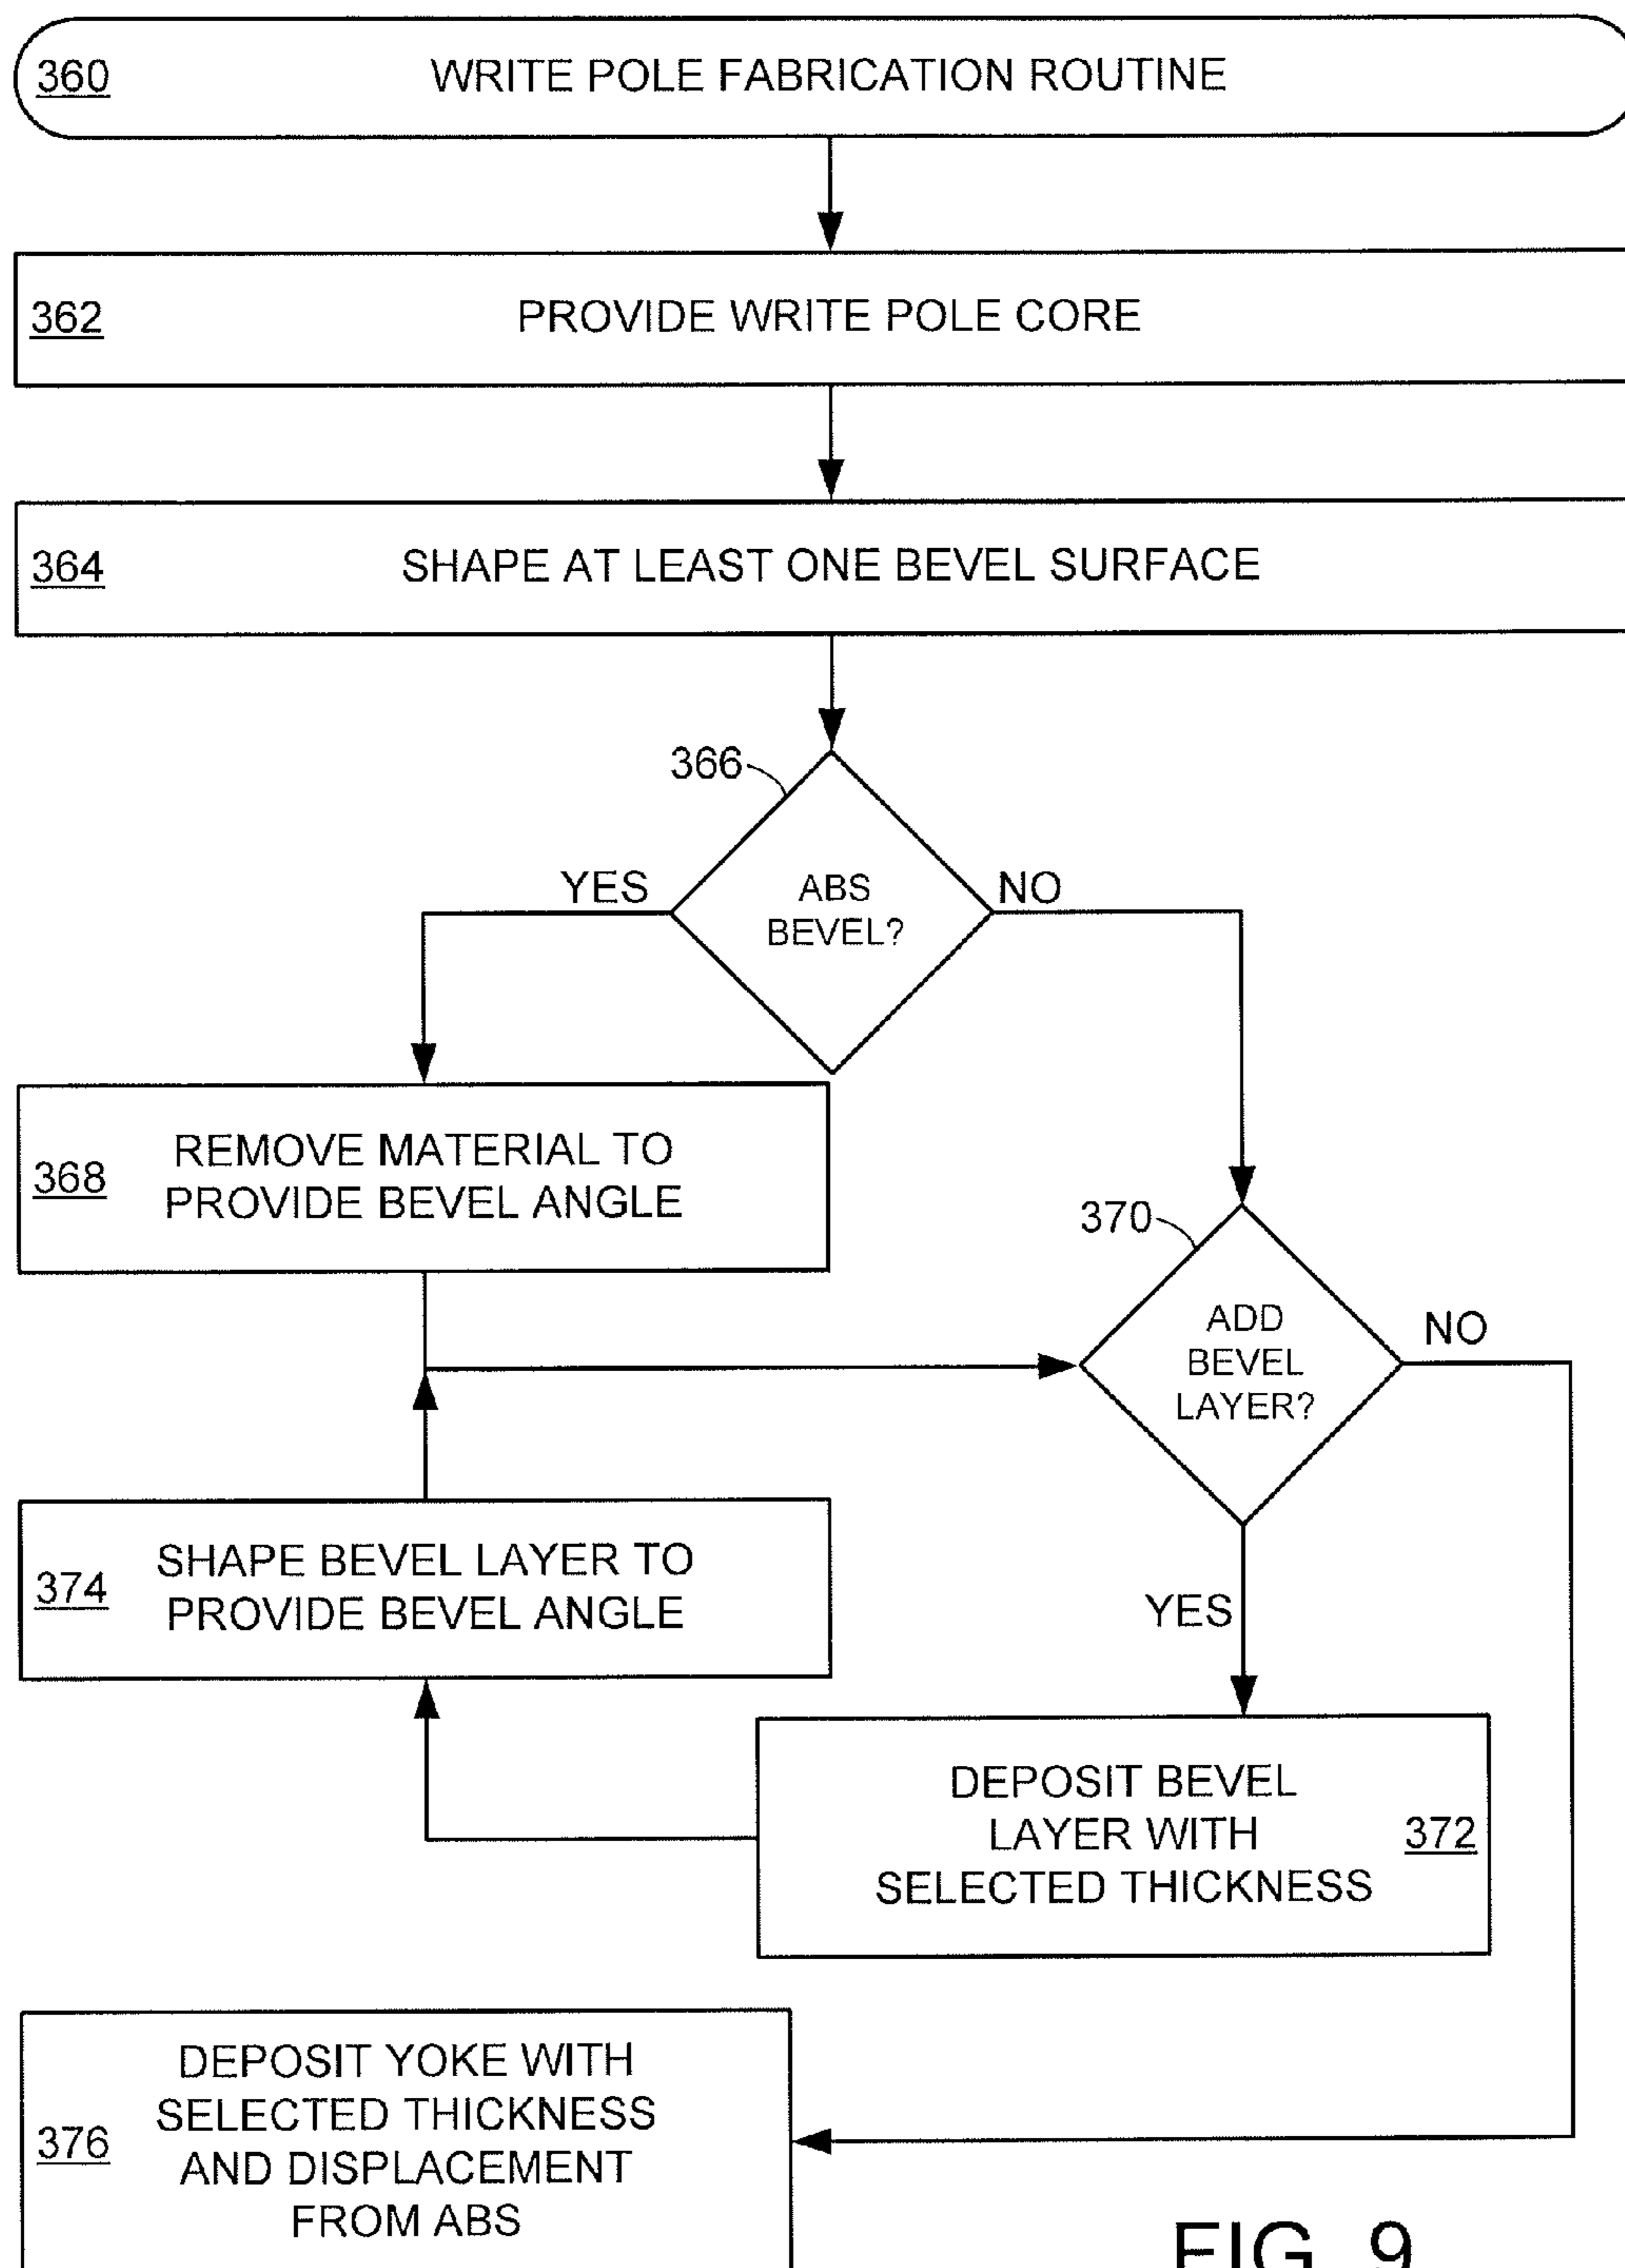 360 WRITE POLE FABRICATION ROUTINE
362 PROVIDE WRITE POLE CORE
364 SHAPE AT LEAST ONE BEVEL SURFACE
366
YES
ABS
BEVEL?
NO
368
REMOVE MATERIAL TO
PROVIDE BEVEL ANGLE
370
ADD
BEVEL
LAYER?
NO
YES
374
SHAPE BEVEL LAYER TO
PROVIDE BEVEL ANGLE
DEPOSIT BEVEL
LAYER WITH
SELECTED THICKNESS
372
376
DEPOSIT YOKE WITH
SELECTED THICKNESS
AND DISPLACEMENT
FROM ABS
FIG. 9